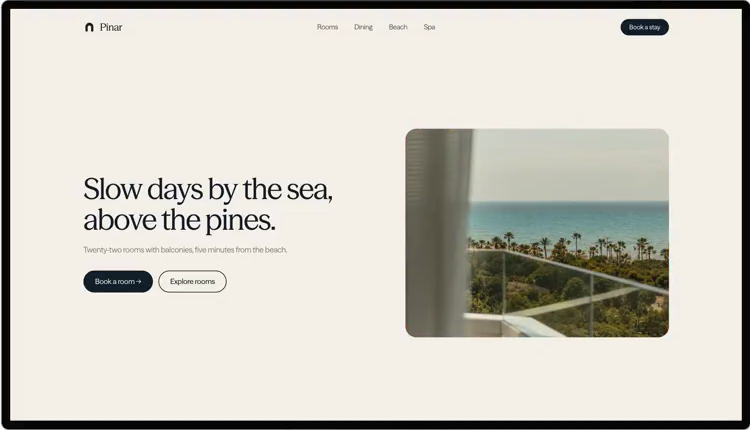 Pinar
Rooms
Dining
Beach
Spa
Book a stay
Slow days by the sea,
above the pines.
Twenty-two rooms with balconies, five minutes from the beach.
Book a room →
Explore rooms